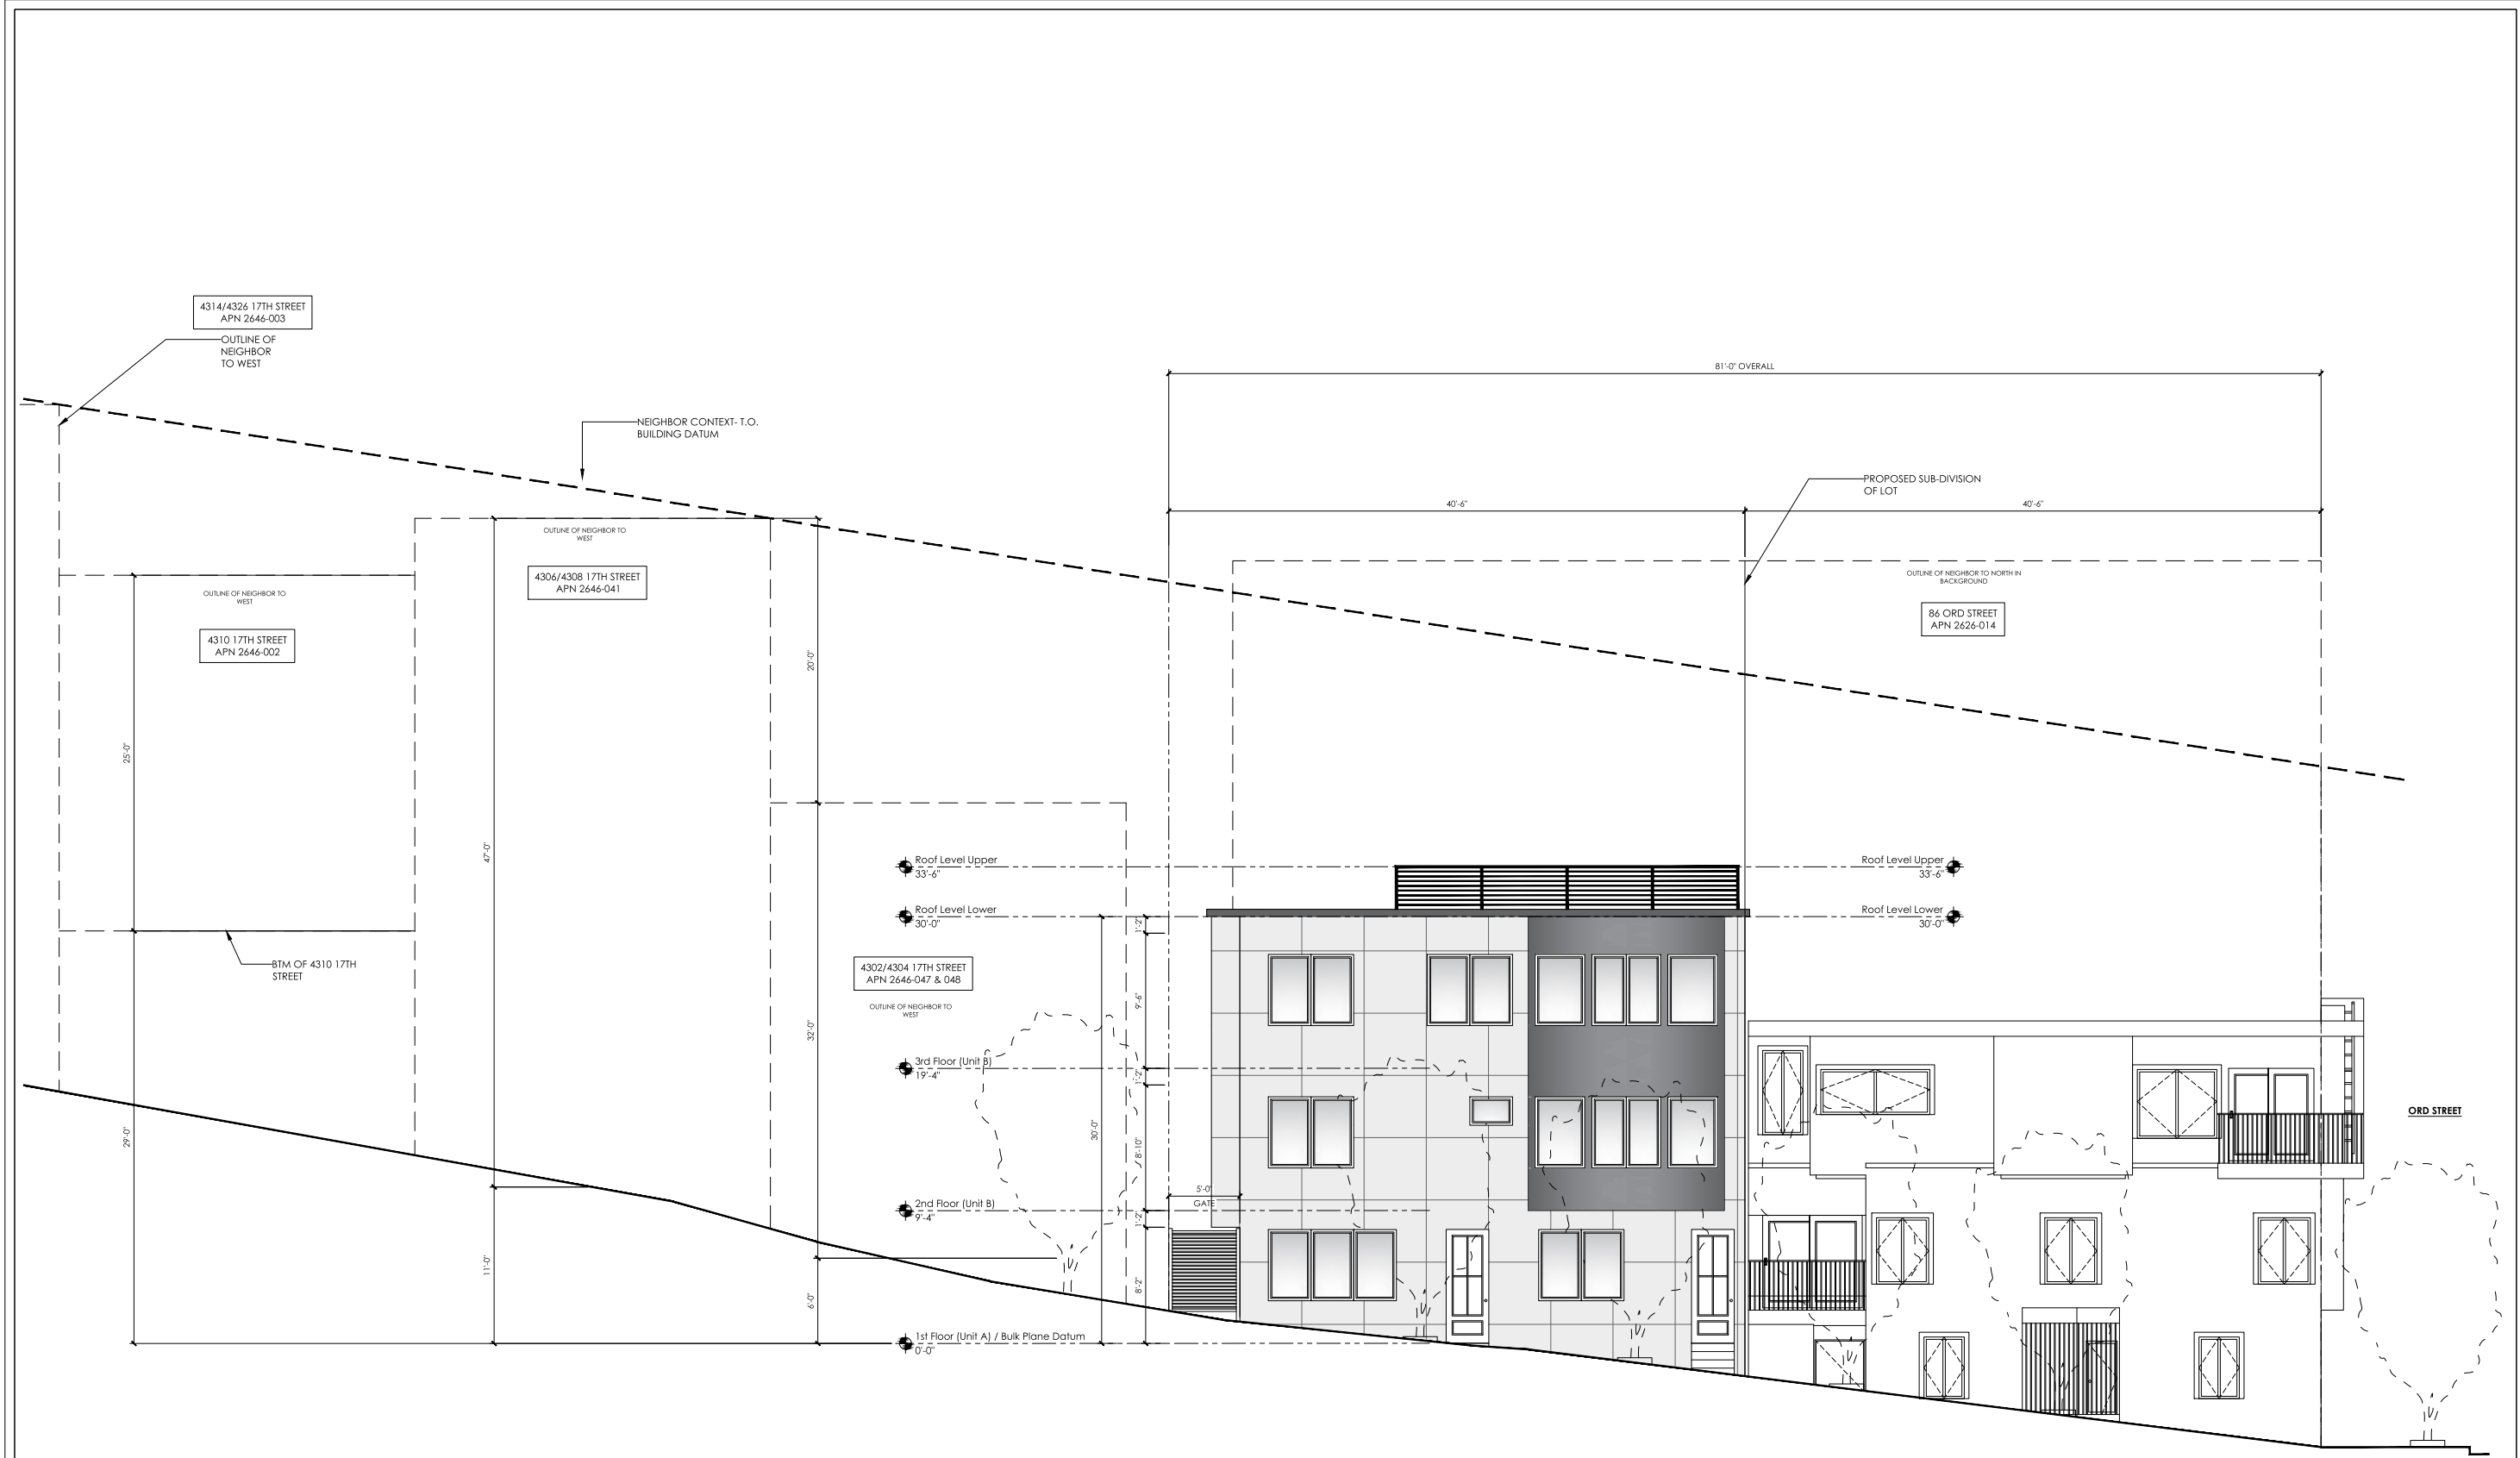 4314/4326 17TH STREET
APN 2646-003
OUTLINE OF
NEIGHBOR
TO WEST
NEIGHBOR CONTEXT- T.O.
BUILDING DATUM
81'-0" OVERALL
40'-6"
40'-6"
PROPOSED SUB-DIVISION
OF LOT
OUTLINE OF NEIGHBOR TO
WEST
4306/4308 17TH STREET
APN 2646-041
OUTLINE OF NEIGHBOR TO
WEST
4310 17TH STREET
APN 2646-002
OUTLINE OF NEIGHBOR TO NORTH IN
BACKGROUND
86 ORD STREET
APN 2626-014
25'-0"
20'-0"
47'-0"
BTM OF 4310 17TH
STREET
29'-0"
11'-0"
32'-0"
6'-0"
Roof Level Upper
33'-6"
Roof Level Upper
33'-6"
Roof Level Lower
30'-0"
Roof Level Lower
30'-0"
4302/4304 17TH STREET
APN 2646-047 & 048
OUTLINE OF NEIGHBOR TO
WEST
3rd Floor (Unit B)
19'-4"
2nd Floor (Unit B)
9'-4"
1st Floor (Unit A) / Bulk Plane Datum
0'-0"
30'-0"
1'-2"
9'-6"
1'-2"
8'-10"
1'-2"
8'-2"
5'-0"
GATE
ORD STREET